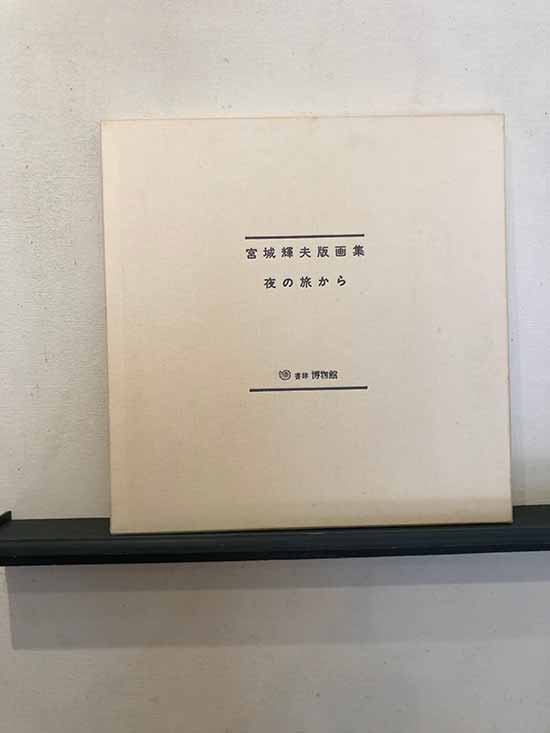 宮城輝夫版画集
夜の旅から
書肆 博物館